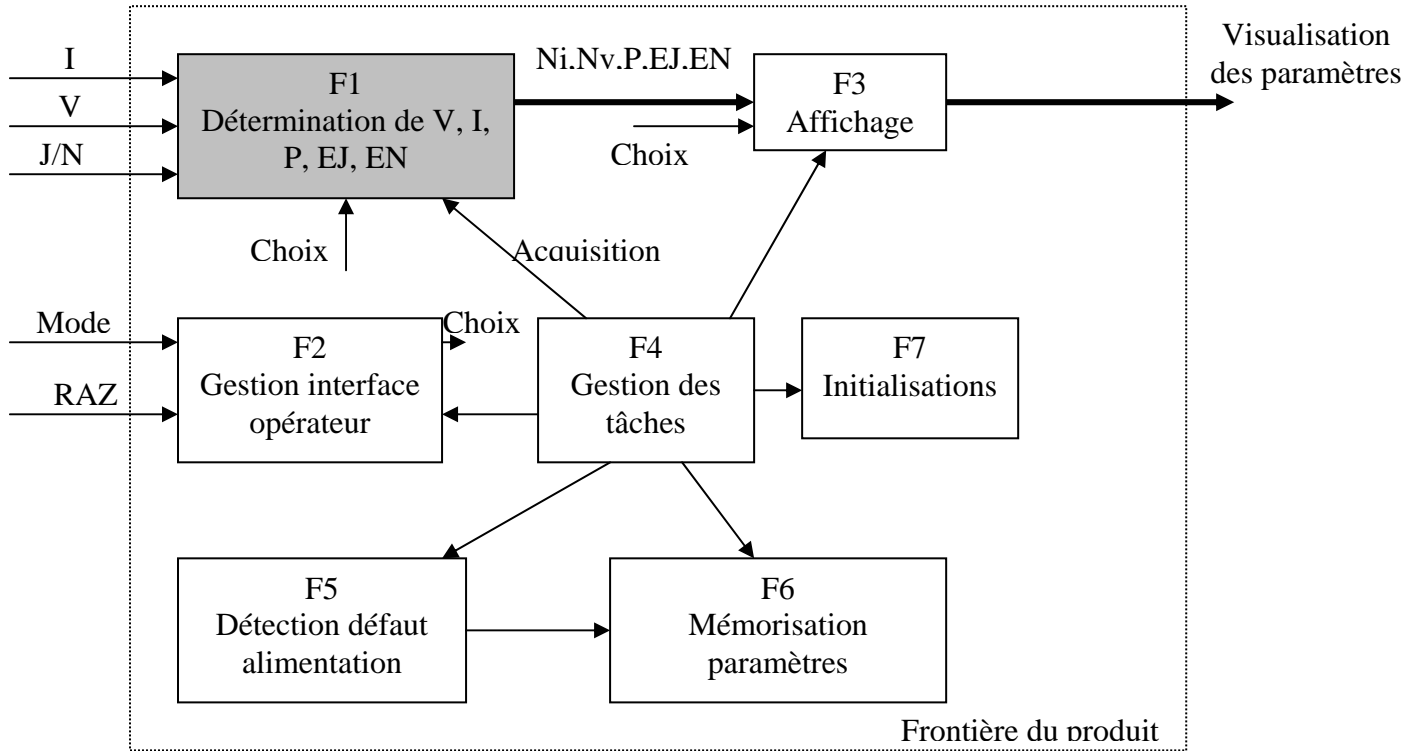 I
V
J/N
F1
Détermination de V, I,
P, EJ, EN
Ni.Nv.P.EJ.EN
F3
Affichage
Visualisation
des paramètres
Choix
Choix
Acquisition
Mode
RAZ
F2
Gestion interface
opérateur
Choix
F4
Gestion des
tâches
F7
Initialisations
F5
Détection défaut
alimentation
F6
Mémorisation
paramètres
Frontière du produit